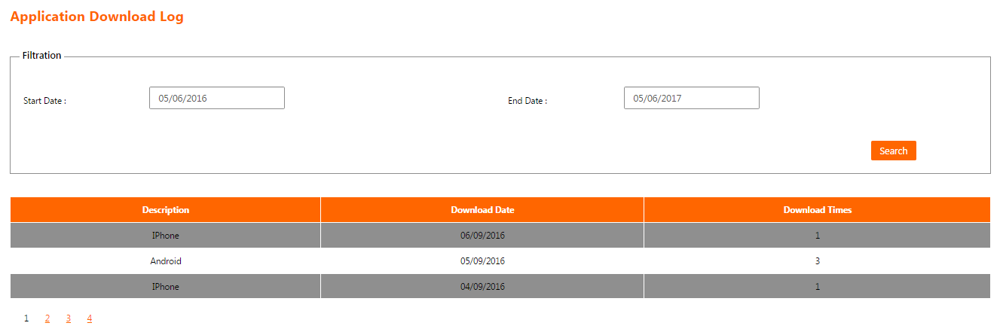 Application Download Log
Filtration
Start Date : 05/06/2016 End Date : 05/06/2017
Search
Description Download Date Download Times
IPhone 06/09/2016 1
Android 05/09/2016 3
IPhone 04/09/2016 1
1 2 3 4